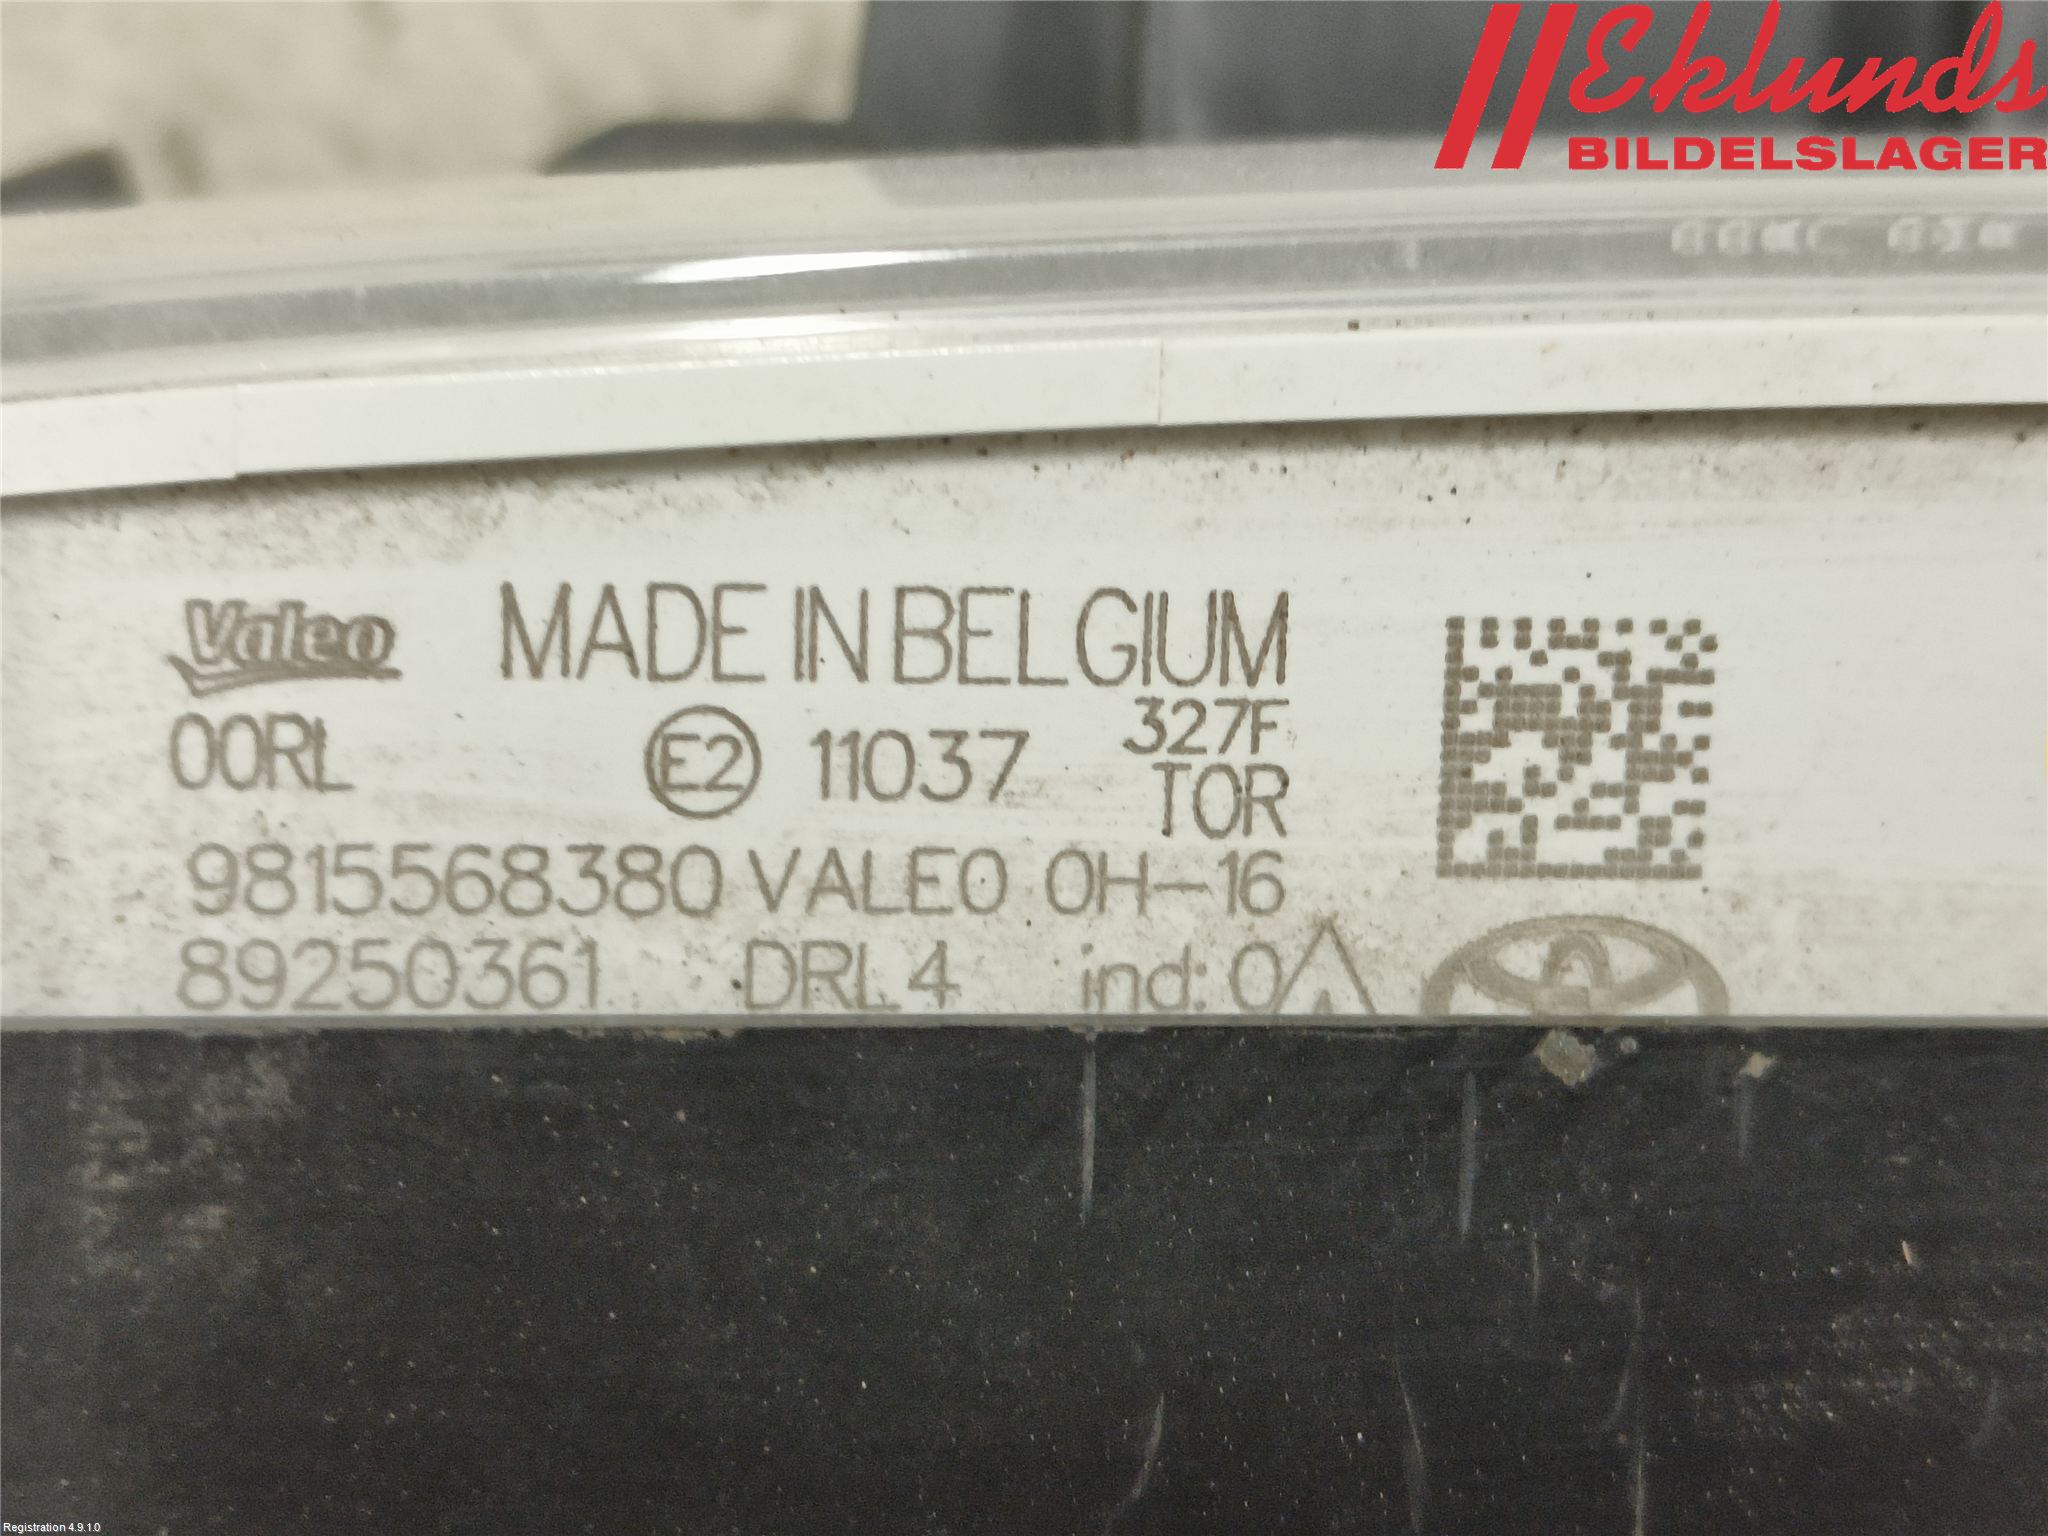 Eklunds
BILDELSLAGER
Valeo MADE IN BELGIUM
00RL E2 11037 327F
TOR
9815568380 VALEO 0H-16
89250361 DRL4 ind: 0
Registration 4.9.1.0